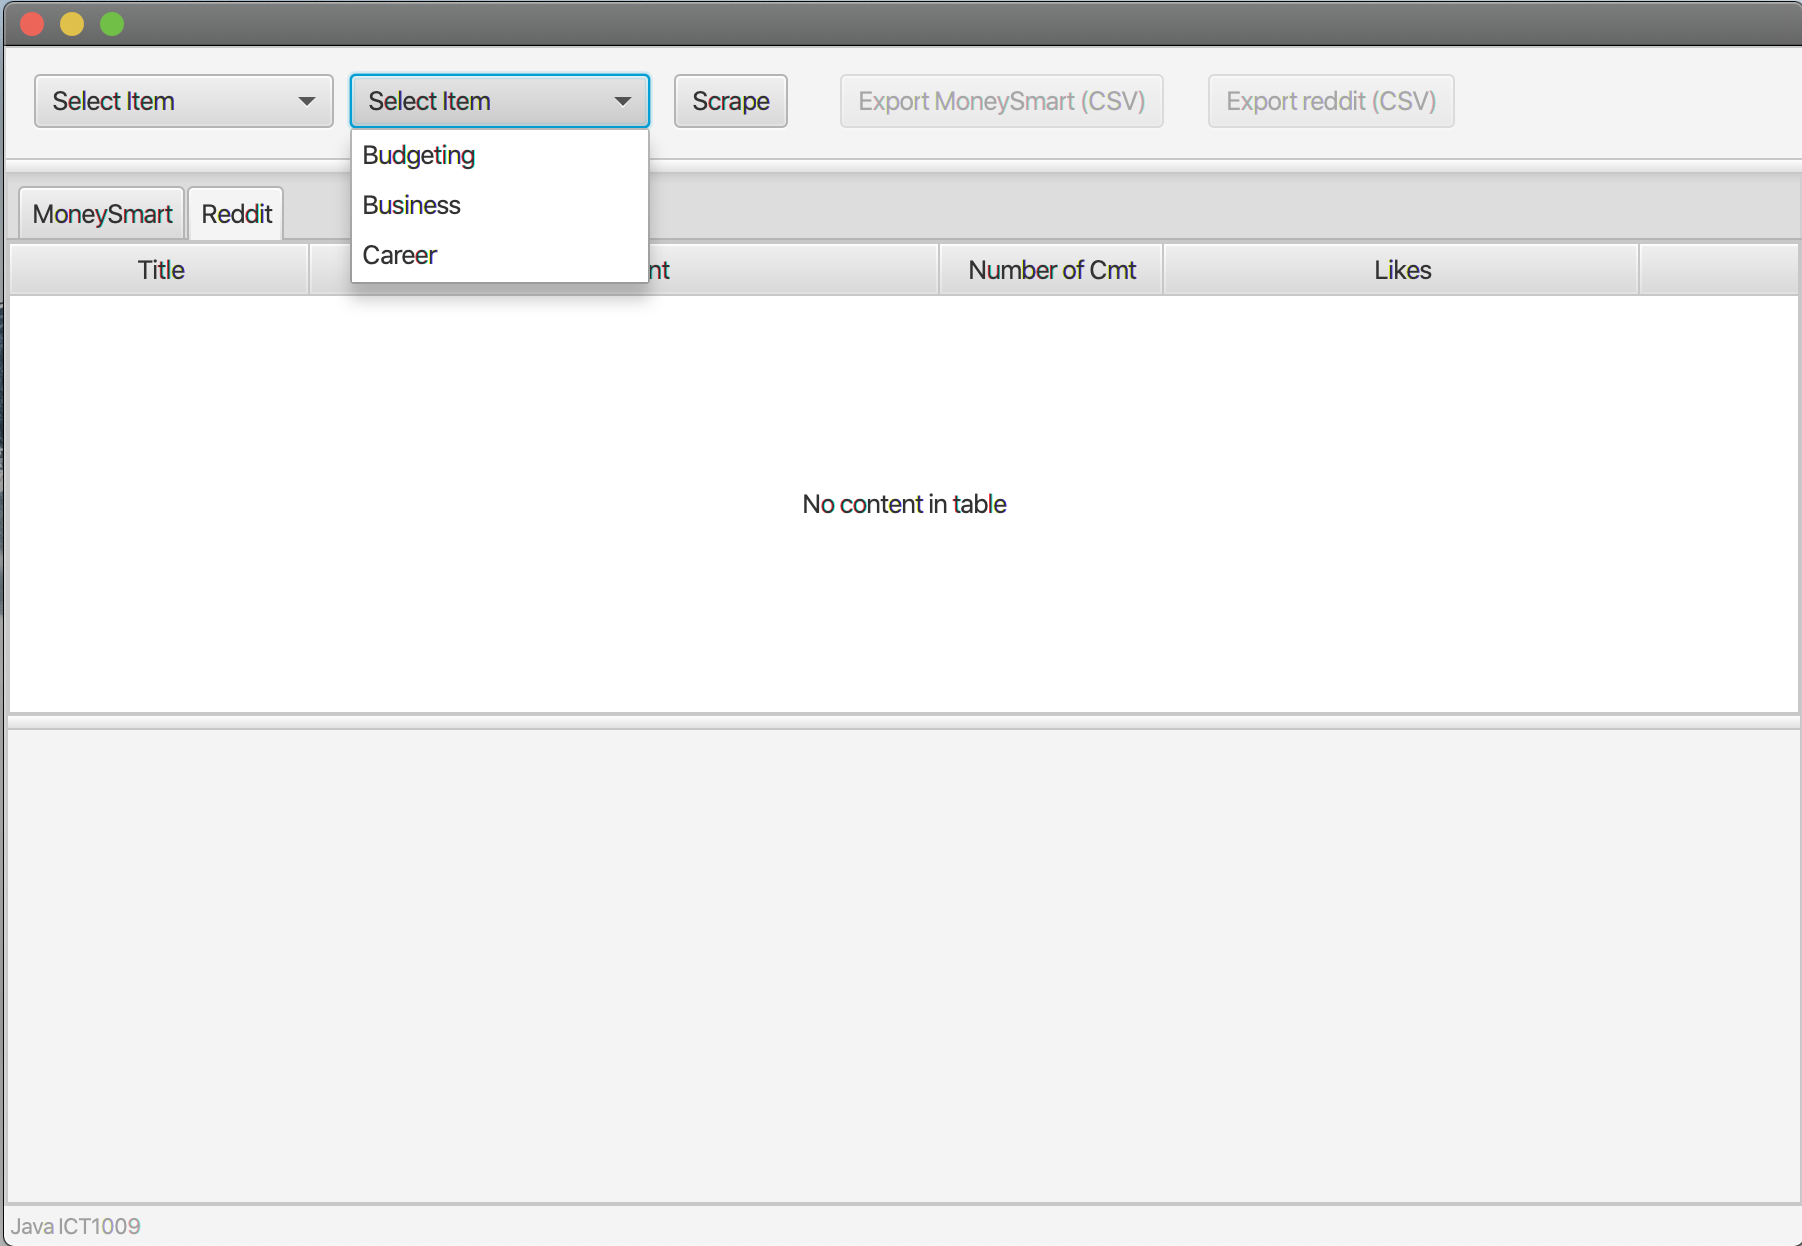 Select Item Select Item Scrape Export MoneySmart (CSV) Export reddit (CSV)
Budgeting
Business
Career
MoneySmart Reddit
Title nt Number of Cmt Likes
No content in table
Java ICT1009